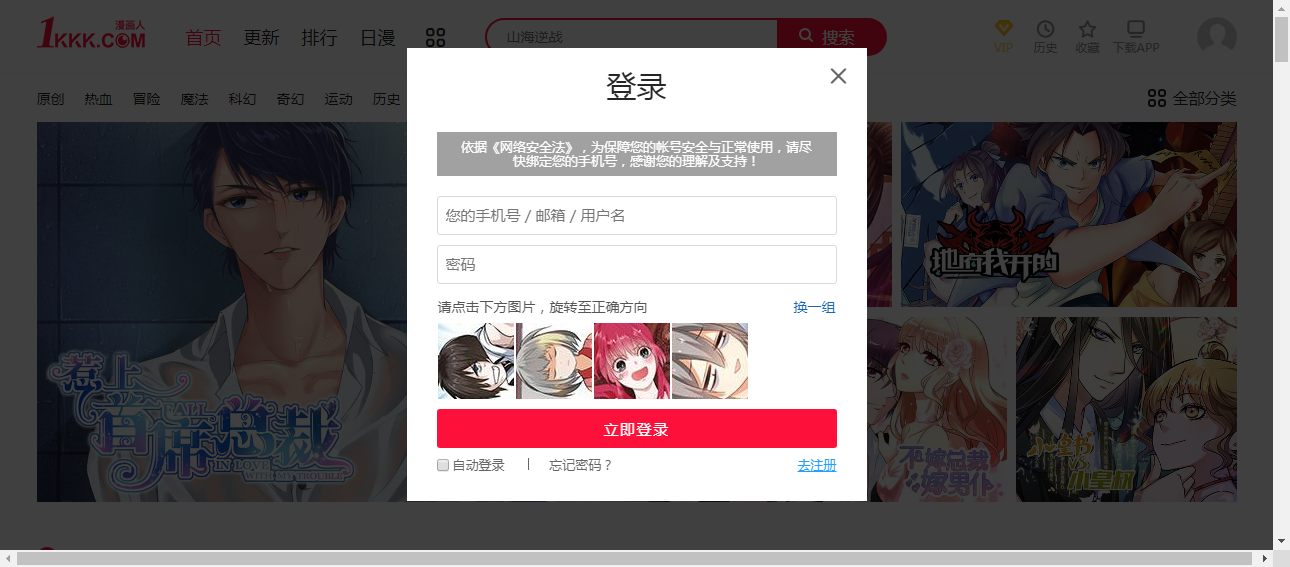 漫画人
1KKK.COM
首页 更新 排行 日漫
山海逆战
搜索
VIP 历史 收藏 下载APP
登录
原创 热血 冒险 魔法 科幻 奇幻 运动 历史
全部分类
依据《网络安全法》，为保障您的帐号安全与正常使用，请尽
快绑定您的手机号，感谢您的理解及支持！
您的手机号 / 邮箱 / 用户名
密码
请点击下方图片，旋转至正确方向 换一组
立即登录
自动登录 | 忘记密码？ 去注册
地府我开的
惹上
首席总裁
FALL
IN LOVE
WITH MY TROUBLE
不嫁总裁
嫁男仆
小皇叔